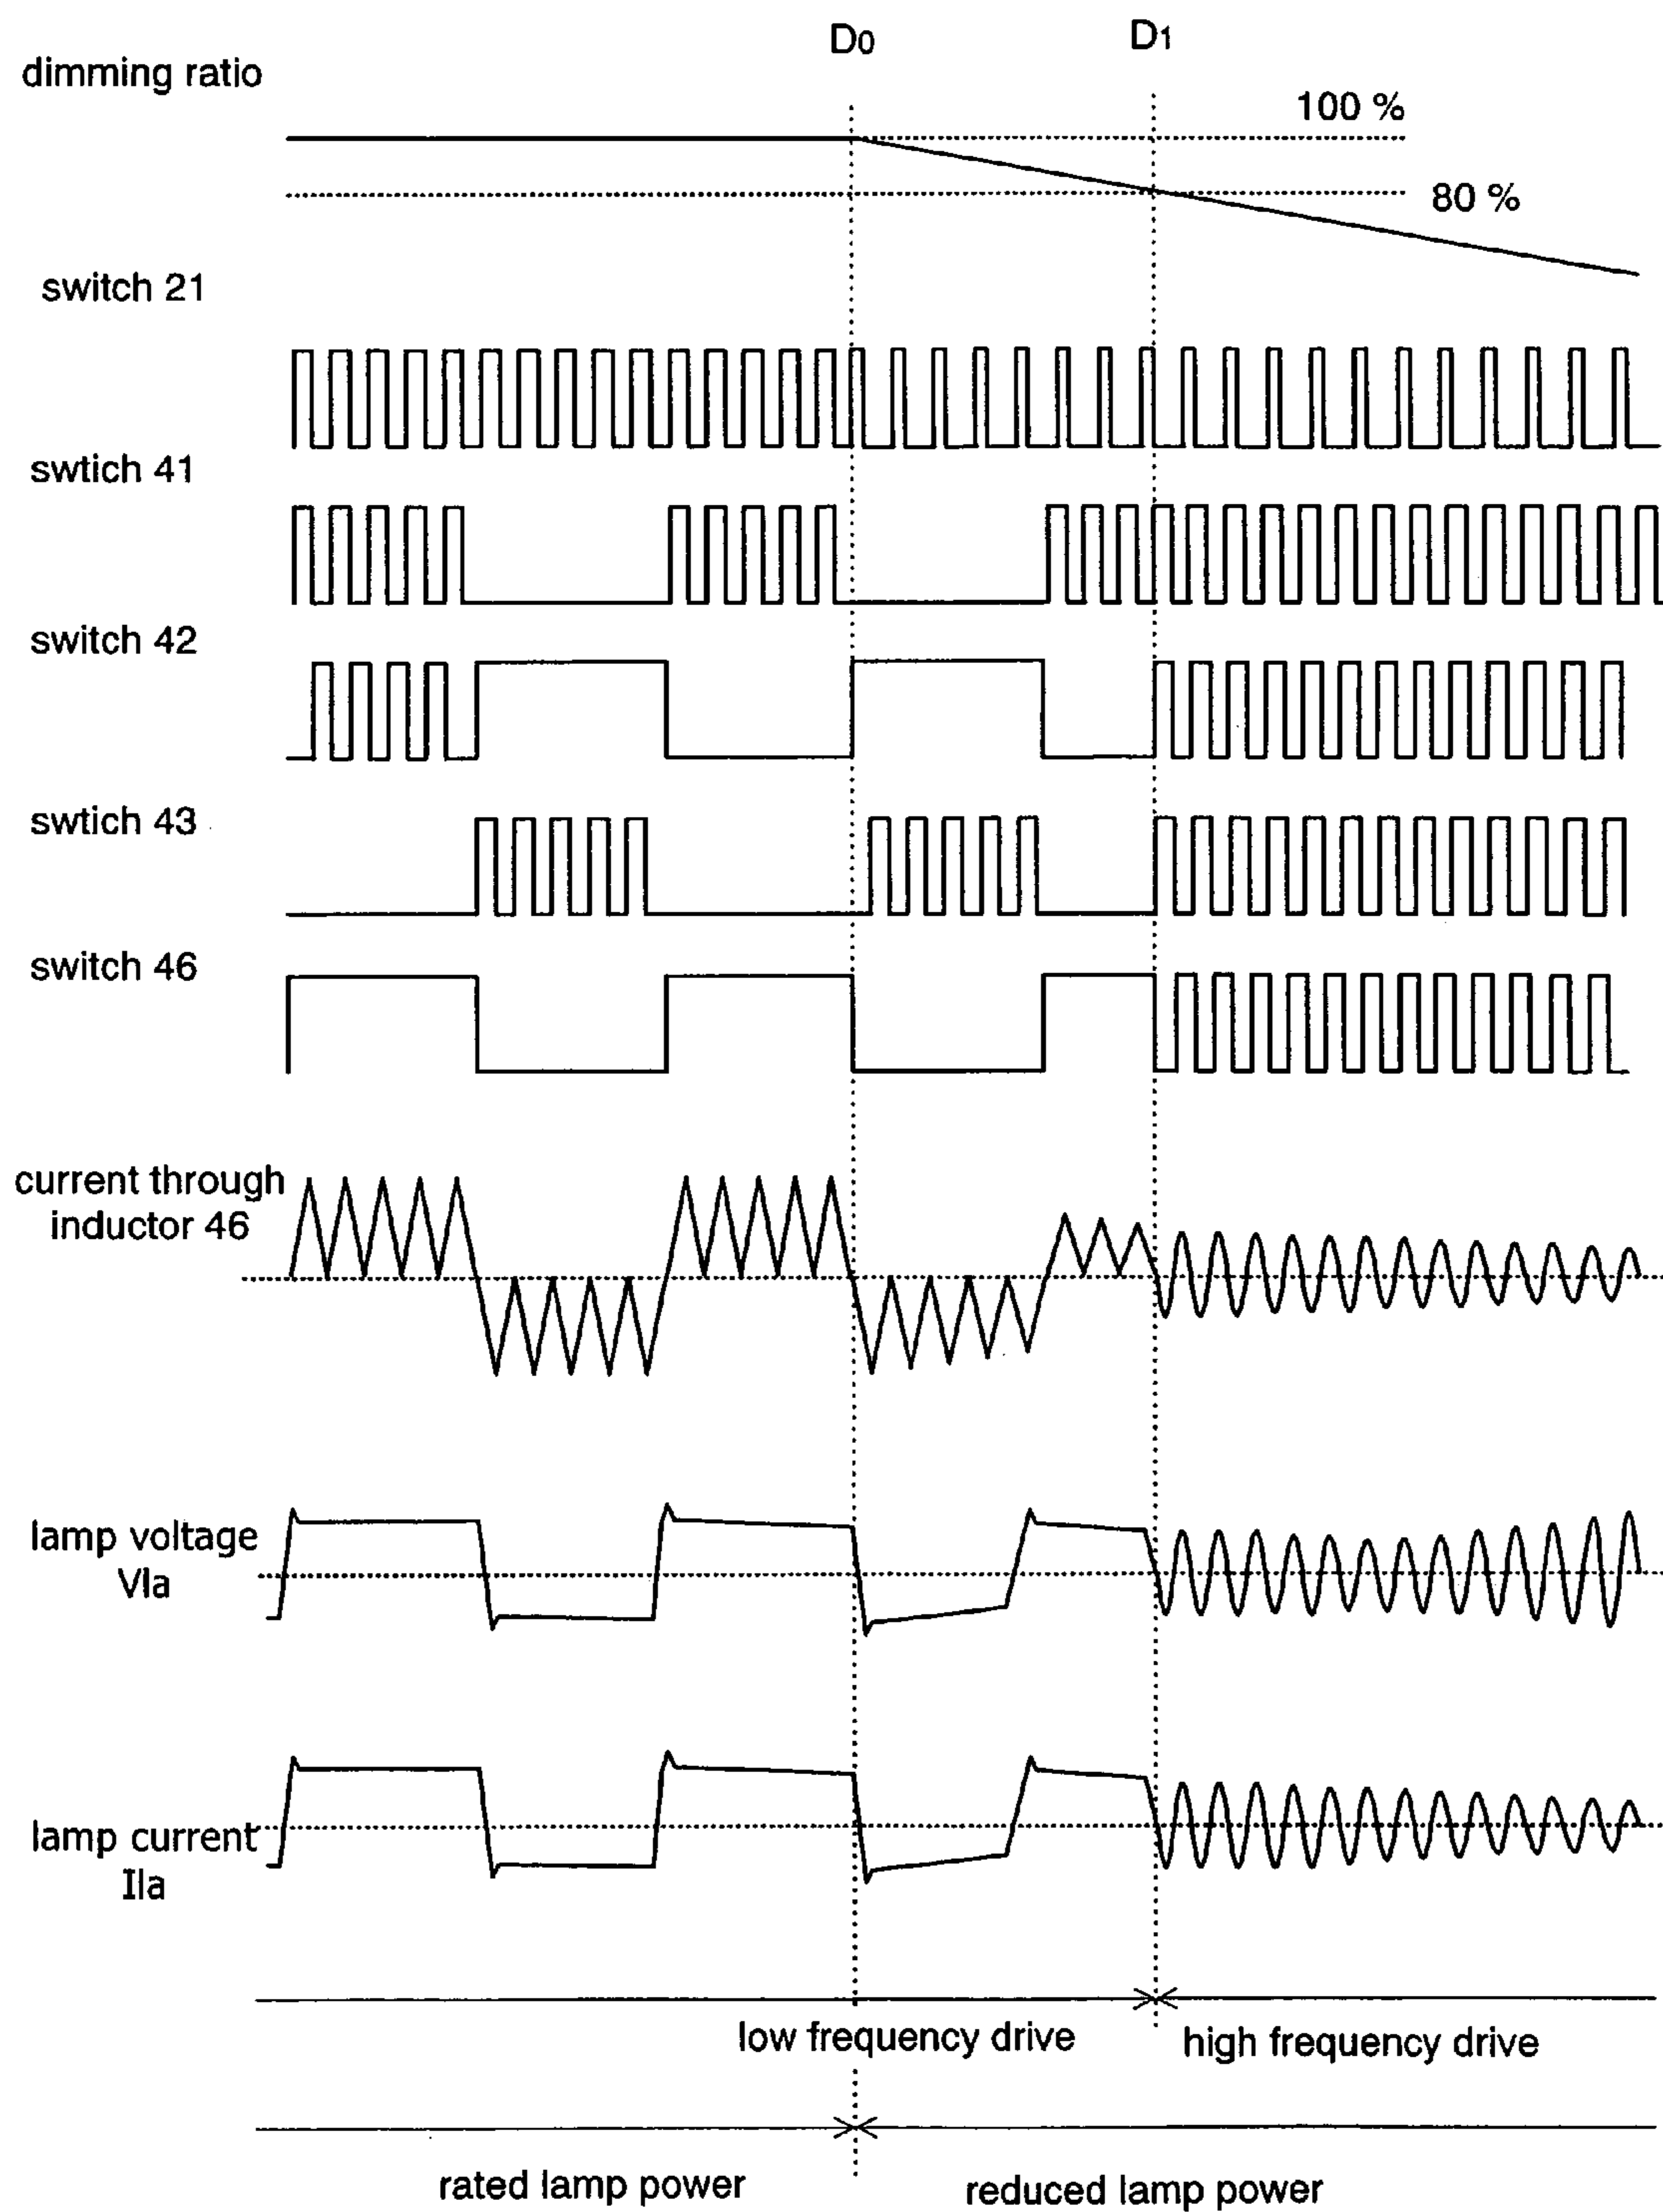 D0
D1
dimming ratio
100 %
80 %
switch 21
swtich 41
switch 42
swtich 43
switch 46
current through
inductor 46
lamp voltage
Vla
lamp current
Ila
low frequency drive
high frequency drive
rated lamp power
reduced lamp power